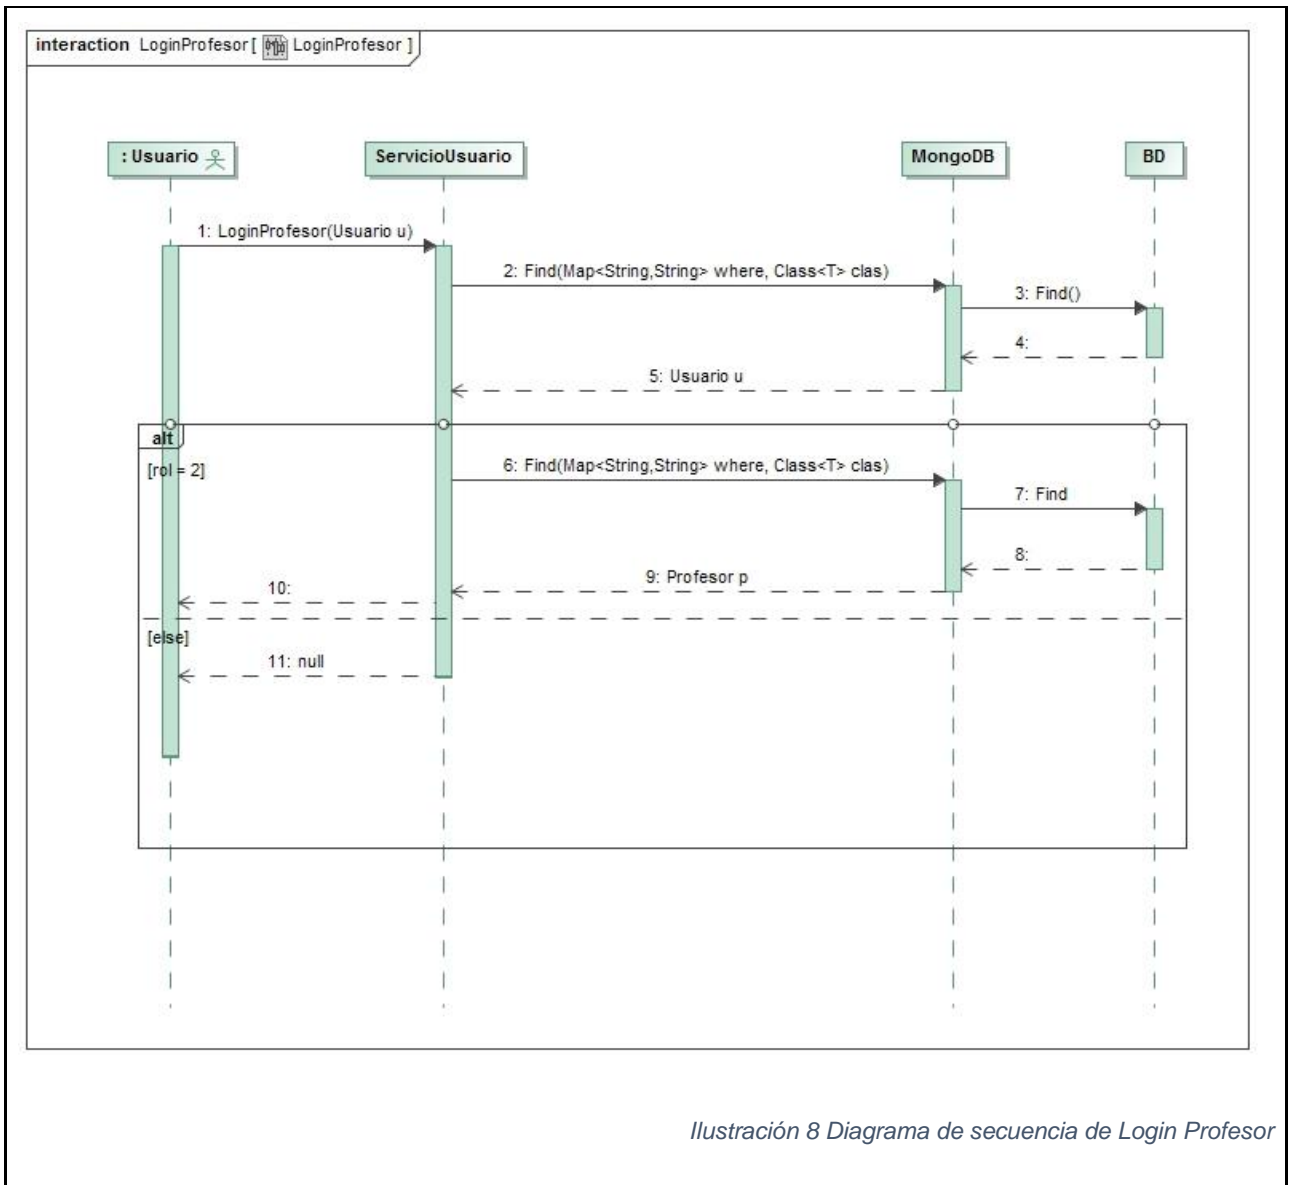 interaction LoginProfesor[ LoginProfesor ]
: Usuario
ServicioUsuario
MongoDB
BD
1: LoginProfesor(Usuario u)
2: Find(Map<String,String> where, Class<T> clas)
3: Find()
4:
5: Usuario u
alt
[rol = 2]
6: Find(Map<String,String> where, Class<T> clas)
7: Find
8:
9: Profesor p
10:
[else]
11: null
Ilustración 8 Diagrama de secuencia de Login Profesor